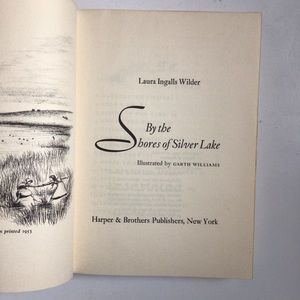 printed 1953
Laura Ingalls Wilder
By the
Shores of Silver Lake
Illustrated by GARTH WILLIAMS
Harper & Brothers Publishers, New York